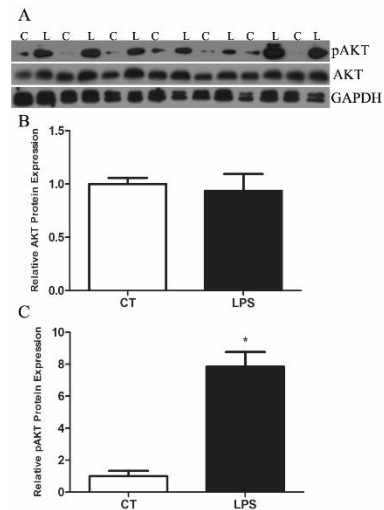 A
C L C L C L C L C L C L C L
pAKT
AKT
GAPDH
B
Relative AKT Protein Expression
1.5
1.0
0.5
0.0
CT LPS
C
Relative pAKT Protein Expression
10
8
6
4
2
0
*
CT LPS